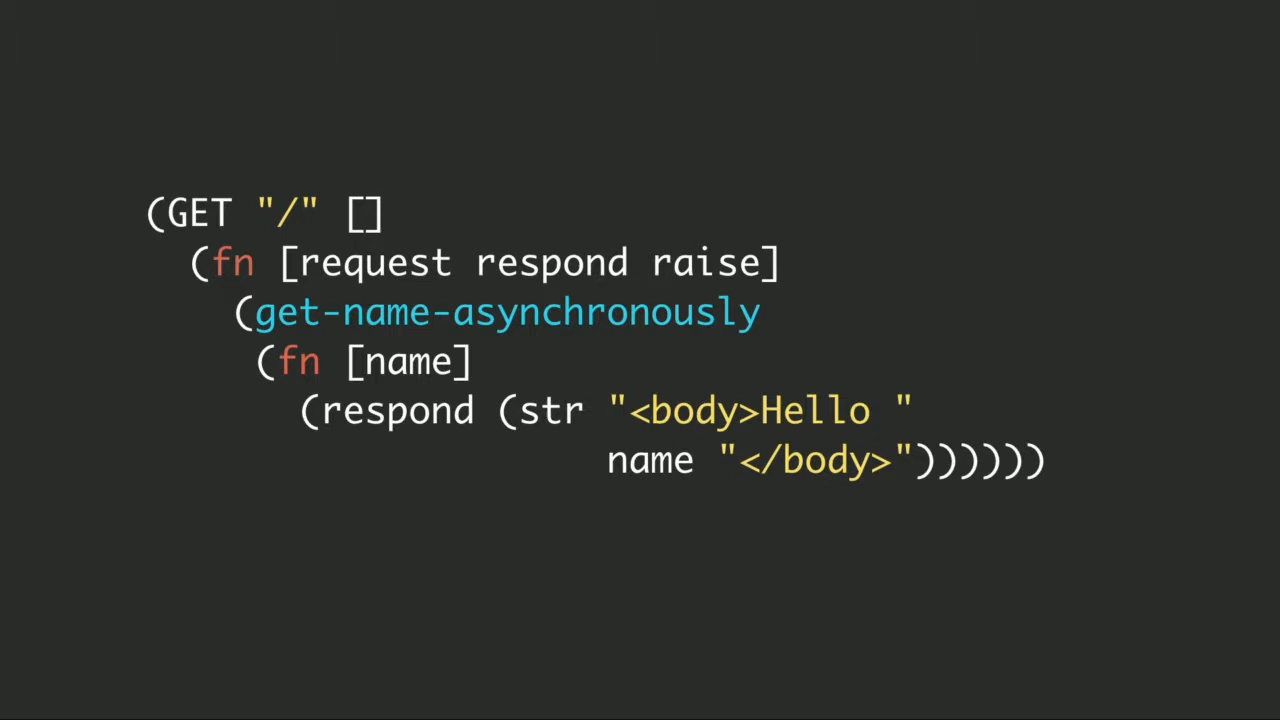 (GET "/" []
(fn [request respond raise]
(get-name-asynchronously
(fn [name]
(respond (str "<body>Hello "
name "</body>"))))))